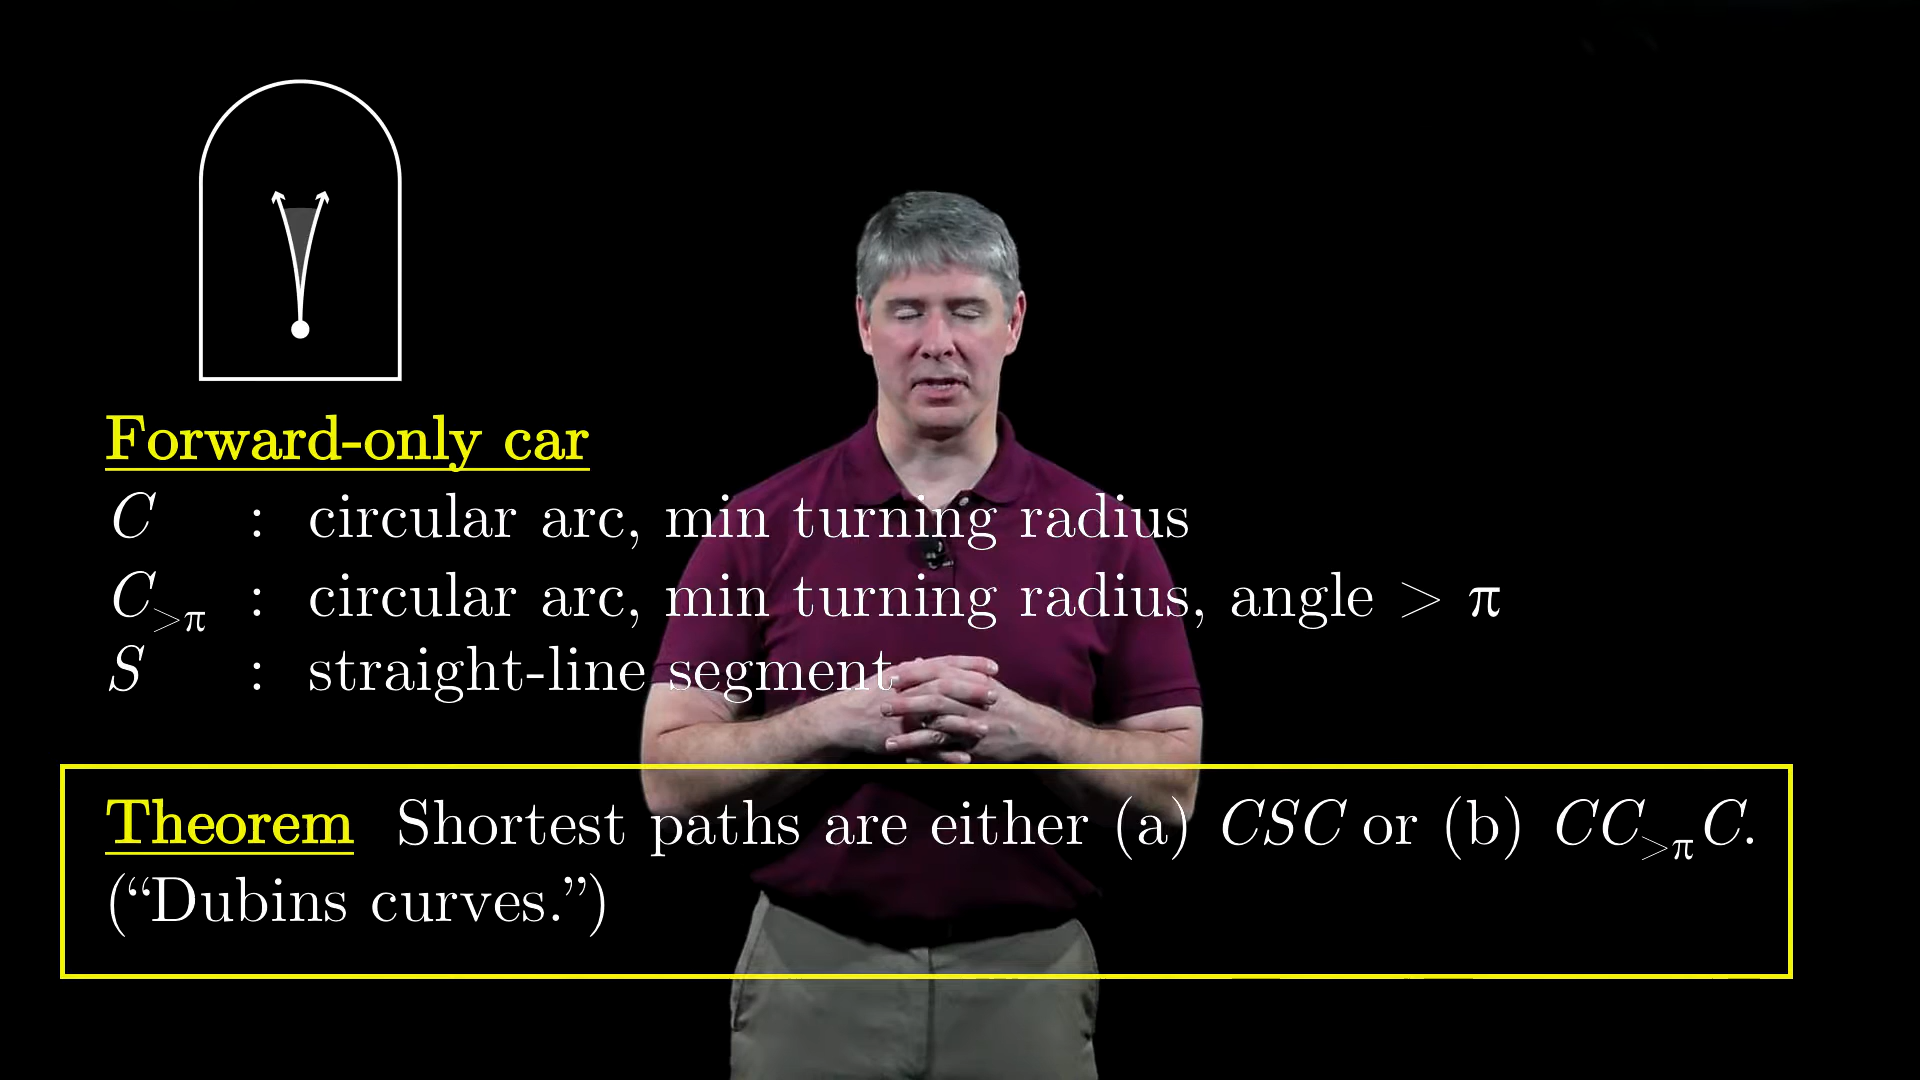 Forward-only car
C : circular arc, min turning radius
C>π : circular arc, min turning radius, angle > π
S : straight-line segment
Theorem Shortest paths are either (a) CSC or (b) CC>πC.
(“Dubins curves.”)